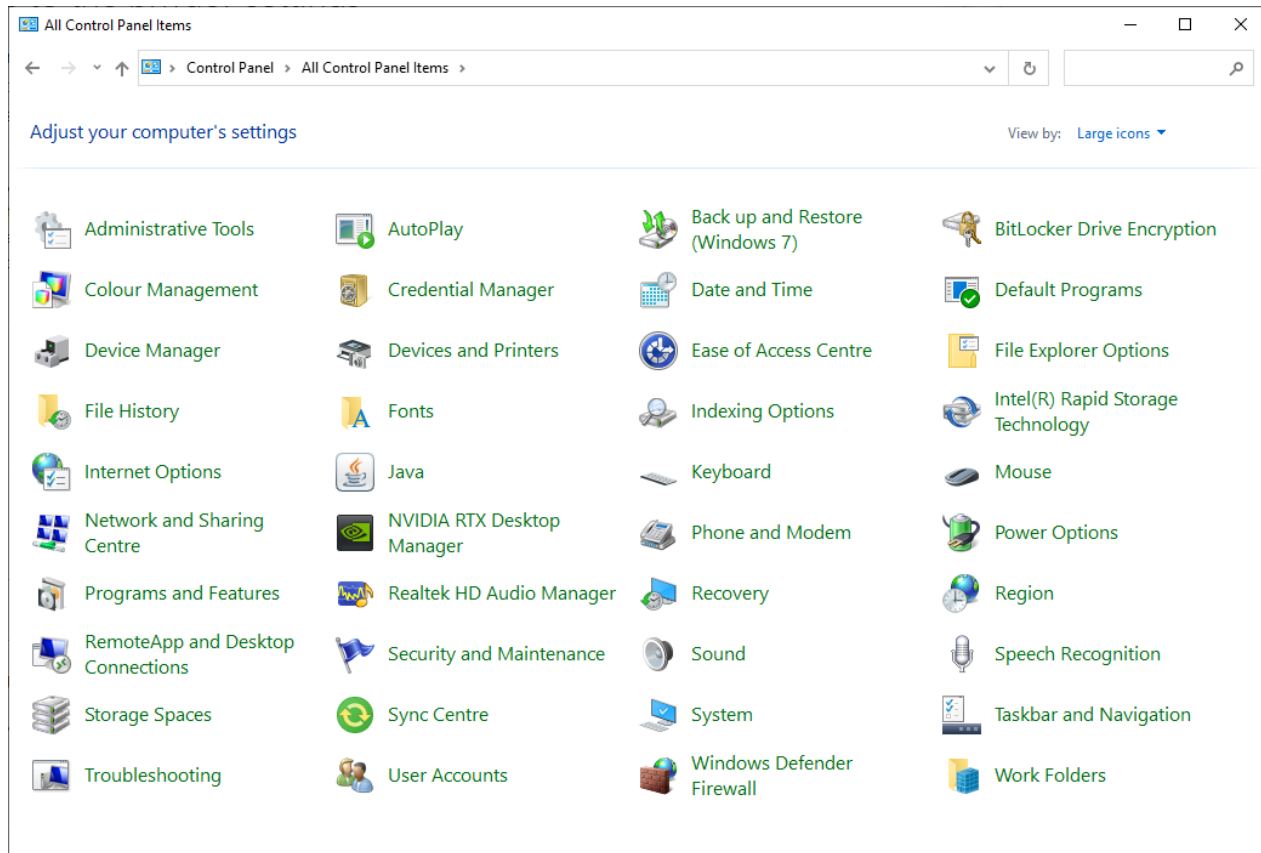 All Control Panel Items
Control Panel > All Control Panel Items >
Adjust your computer's settings
View by: Large icons
Administrative Tools
AutoPlay
Back up and Restore
(Windows 7)
BitLocker Drive Encryption
Colour Management
Credential Manager
Date and Time
Default Programs
Device Manager
Devices and Printers
Ease of Access Centre
File Explorer Options
File History
Fonts
Indexing Options
Intel(R) Rapid Storage
Technology
Internet Options
Java
Keyboard
Mouse
Network and Sharing
Centre
NVIDIA RTX Desktop
Manager
Phone and Modem
Power Options
Programs and Features
Realtek HD Audio Manager
Recovery
Region
RemoteApp and Desktop
Connections
Security and Maintenance
Sound
Speech Recognition
Storage Spaces
Sync Centre
System
Taskbar and Navigation
Troubleshooting
User Accounts
Windows Defender
Firewall
Work Folders